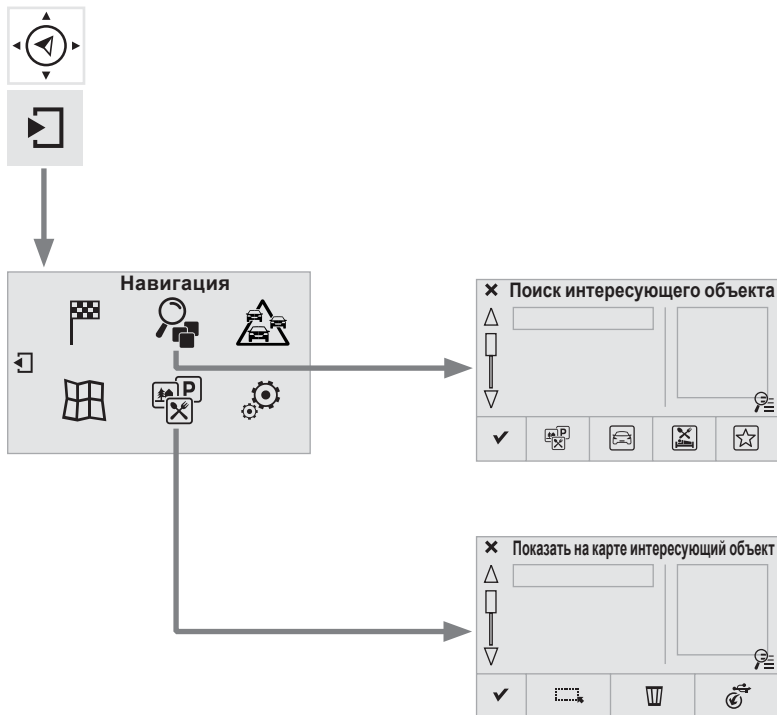 Навигация
Поиск интересующего объекта
P
P
Показать на карте интересующий объект